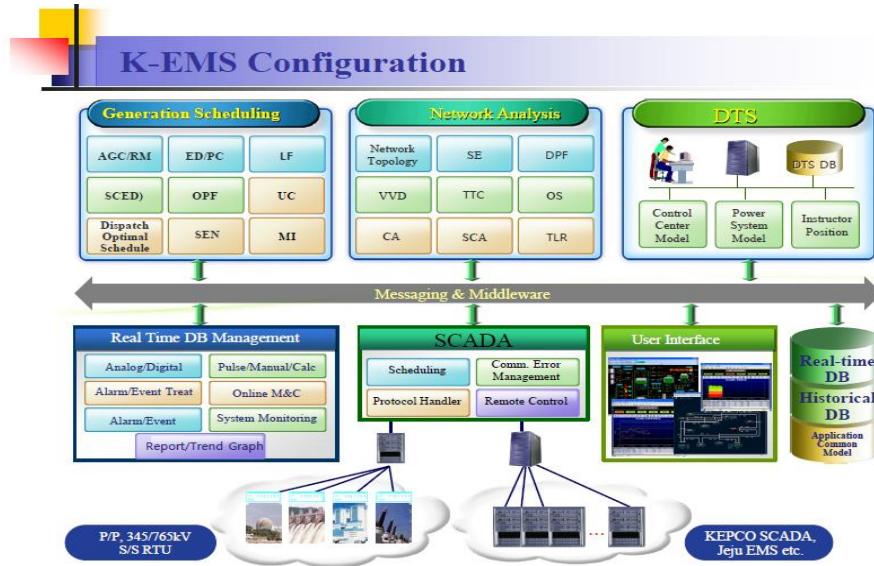 K-EMS Configuration
Generation Scheduling
AGC/RM
ED/PC
LF
SCED)
OPF
UC
Dispatch
Optimal
Schedule
SEN
MI
Network Analysis
Network
Topology
SE
DPF
VVD
TTC
OS
CA
SCA
TLR
DTS
DTS DB
Control
Center
Model
Power
System
Model
Instructor
Position
Messaging & Middleware
Real Time DB Management
Analog/Digital
Pulse/Manual/Calc
Alarm/Event Treat
Online M&C
Alarm/Event
System Monitoring
Report/Trend Graph
SCADA
Scheduling
Comm. Error
Management
Protocol Handler
Remote Control
User Interface
Real-time
DB
Historical
DB
Application
Common
Model
P/P, 345/765kV
S/S RTU
...
KEPCO SCADA,
Jeju EMS etc.